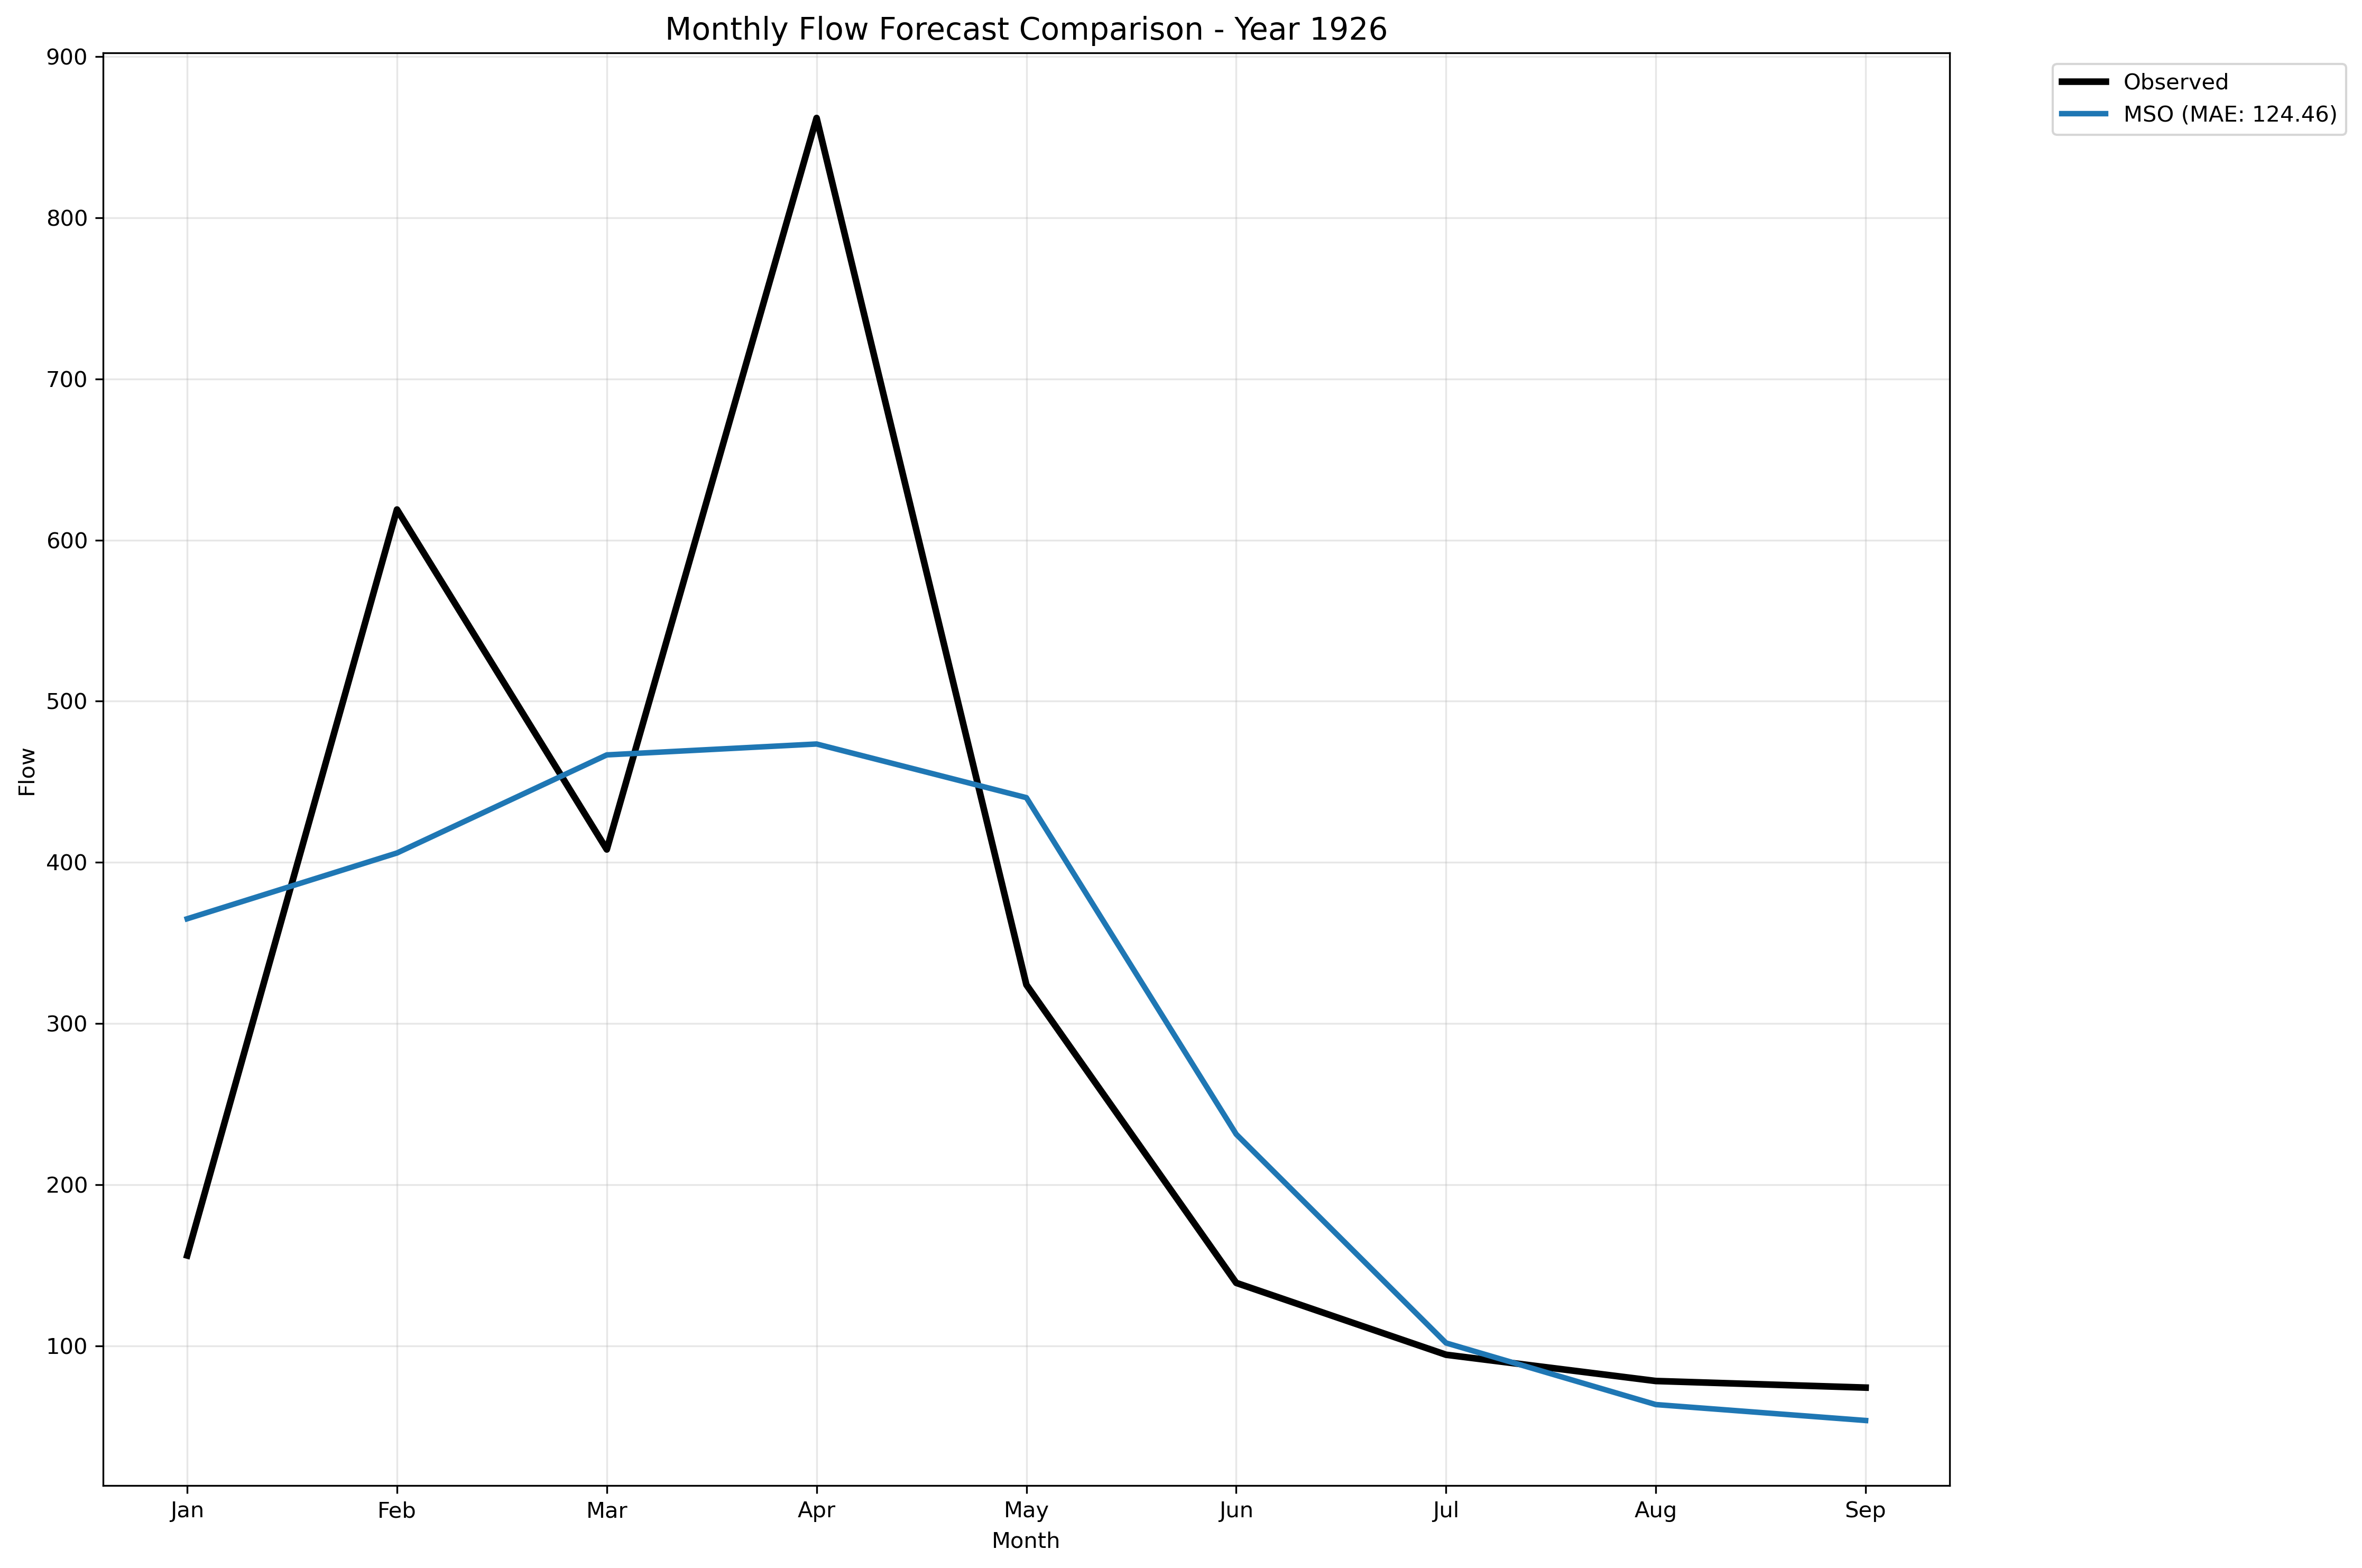 Monthly Flow Forecast Comparison - Year 1926
Observed
MSO (MAE: 124.46)
Flow
900
800
700
600
500
400
300
200
100
Jan Feb Mar Apr May Jun Jul Aug Sep
Month